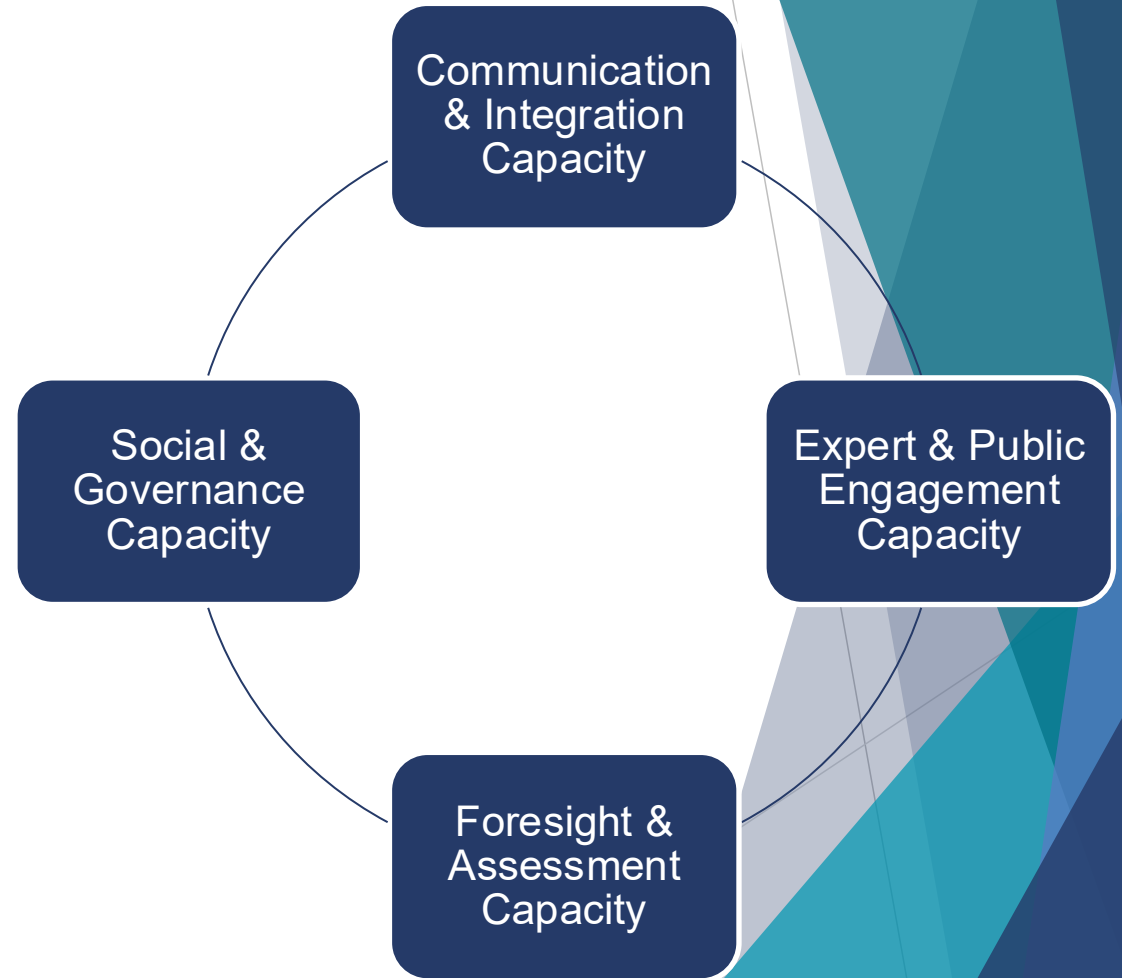 Communication
& Integration
Capacity
Social &
Governance
Capacity
Expert & Public
Engagement
Capacity
Foresight &
Assessment
Capacity